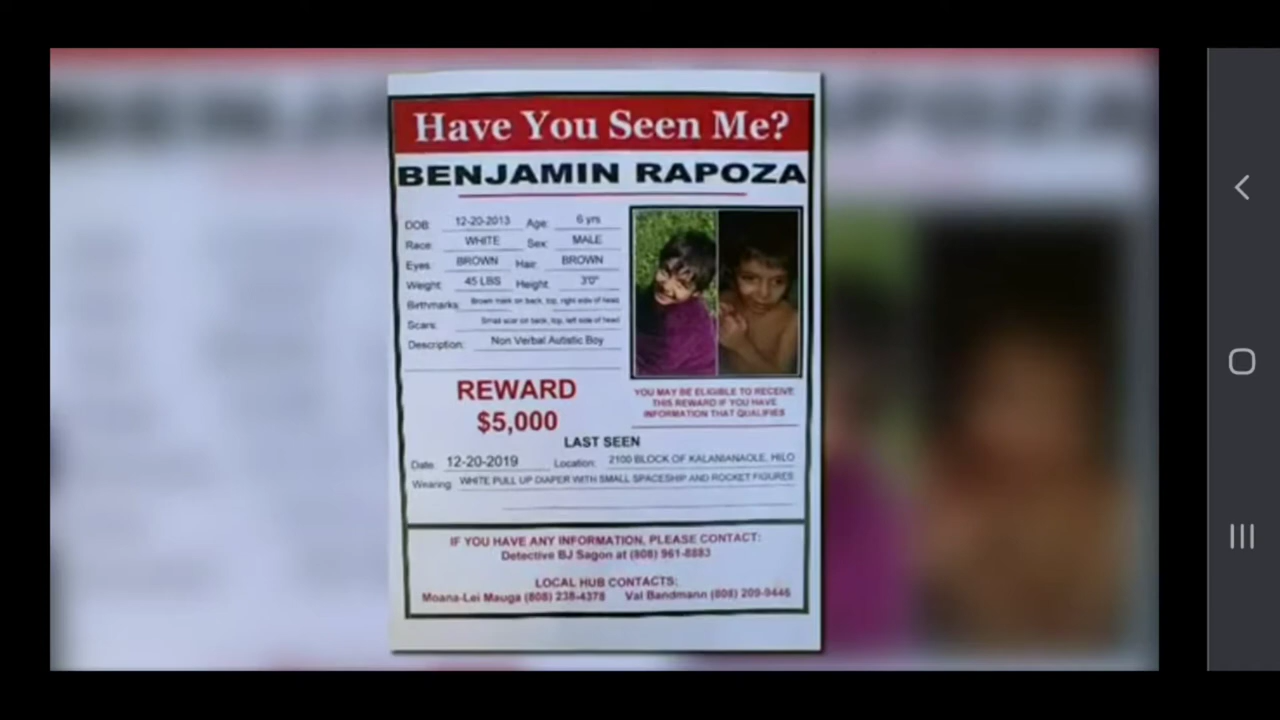 Have You Seen Me?
BENJAMIN RAPOZA
DOB: 12-20-2013 Age: 6 yrs
Race: WHITE Sex: MALE
Eyes: BROWN Hair: BROWN
Weight: 45 LBS Height: 3'0"
Birthmarks: Brown mark on back, top, right side of head
Scars: Small scar on back, top, left side of head
Description: Non Verbal Autistic Boy
REWARD
$5,000
YOU MAY BE ELIGIBLE TO RECEIVE
THIS REWARD IF YOU HAVE
INFORMATION THAT QUALIFIES
LAST SEEN
Date: 12-20-2019 Location: 2100 BLOCK OF KALANIANAOLE, HILO
Wearing: WHITE PULL UP DIAPER WITH SMALL SPACESHIP AND ROCKET FIGURES
IF YOU HAVE ANY INFORMATION, PLEASE CONTACT:
Detective BJ Sagon at (808) 961-8883
LOCAL HUB CONTACTS:
Moana-Lei Mauga (808) 238-4378 Val Bandmann (808) 209-9446